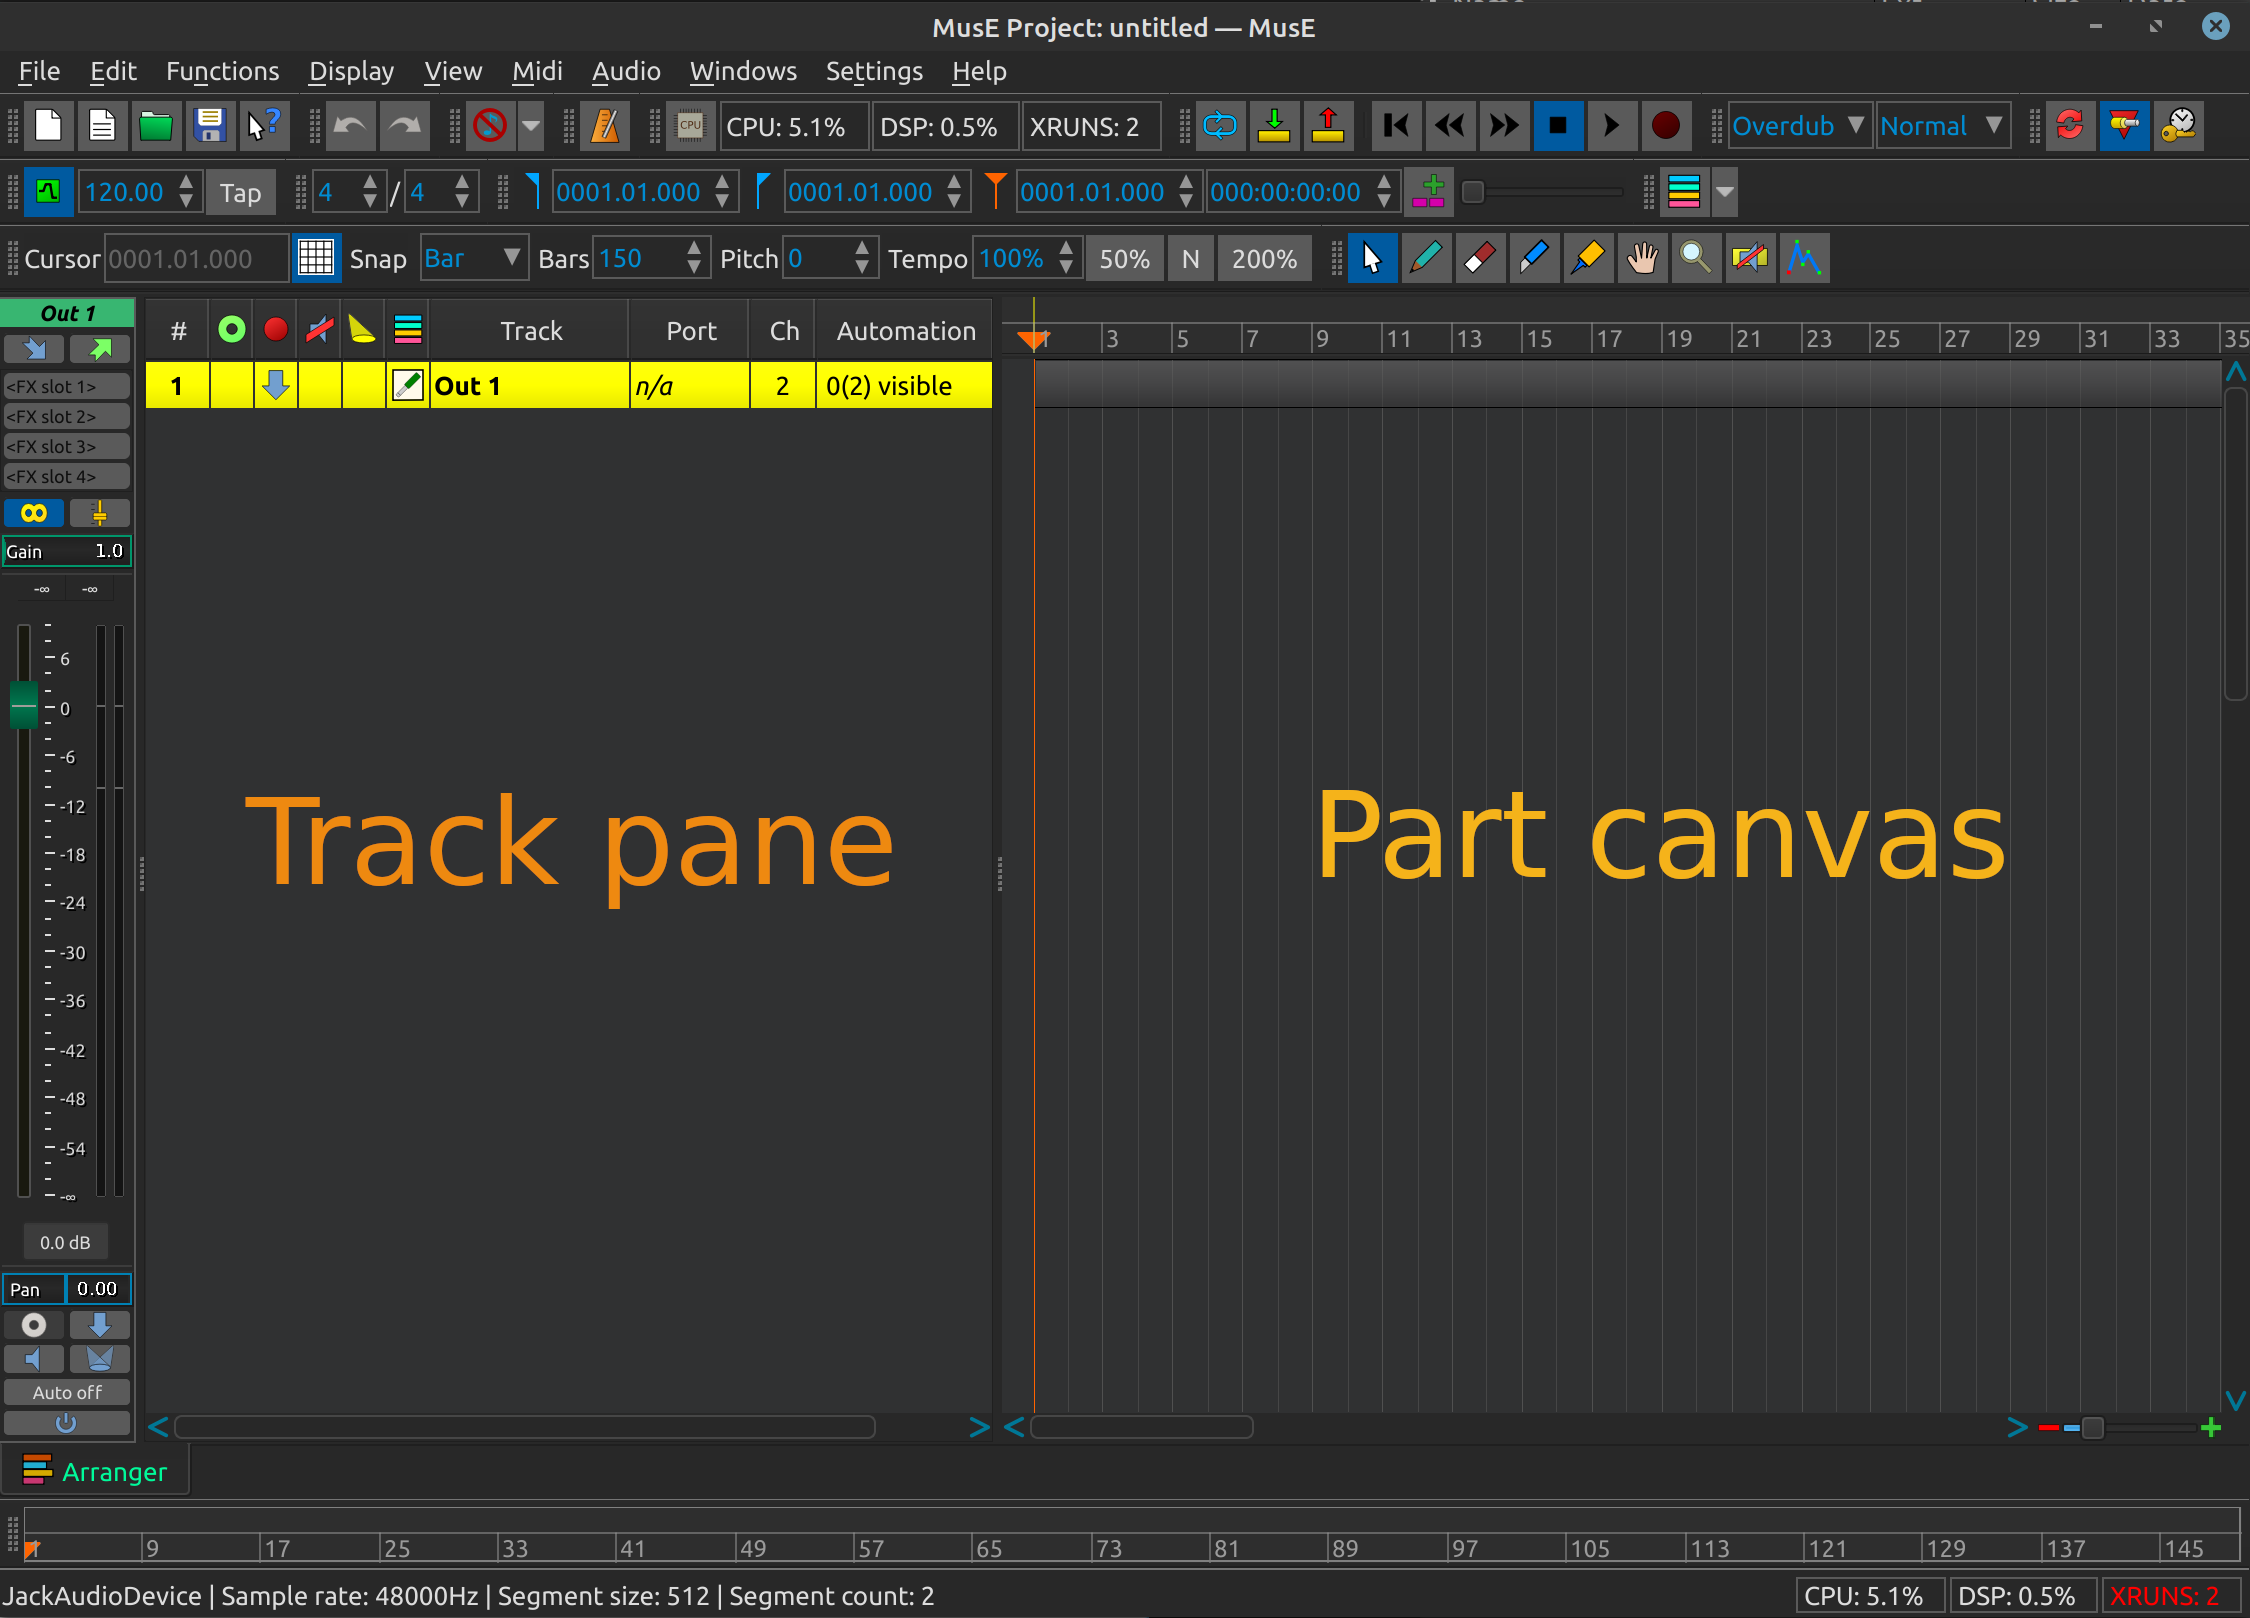 MusE Project: untitled — MusE
File Edit Functions Display View Midi Audio Windows Settings Help
CPU CPU: 5.1% DSP: 0.5% XRUNS: 2 Overdub Normal
120.00 Tap 4 / 4 0001.01.000 0001.01.000 0001.01.000 000:00:00:00
Cursor 0001.01.000 Snap Bar Bars 150 Pitch 0 Tempo 100% 50% N 200%
Out 1
# Track Port Ch Automation
1 3 5 7 9 11 13 15 17 19 21 23 25 27 29 31 33 35
1 Out 1 n/a 2 0(2) visible
<FX slot 1>
<FX slot 2>
<FX slot 3>
<FX slot 4>
Gain 1.0
-∞ -∞
6
0
-6
-12
-18
-24
-30
-36
-42
-48
-54
-∞
Track pane
Part canvas
0.0 dB
Pan 0.00
Auto off
Arranger
1 9 17 25 33 41 49 57 65 73 81 89 97 105 113 121 129 137 145
JackAudioDevice | Sample rate: 48000Hz | Segment size: 512 | Segment count: 2
CPU: 5.1% DSP: 0.5% XRUNS: 2